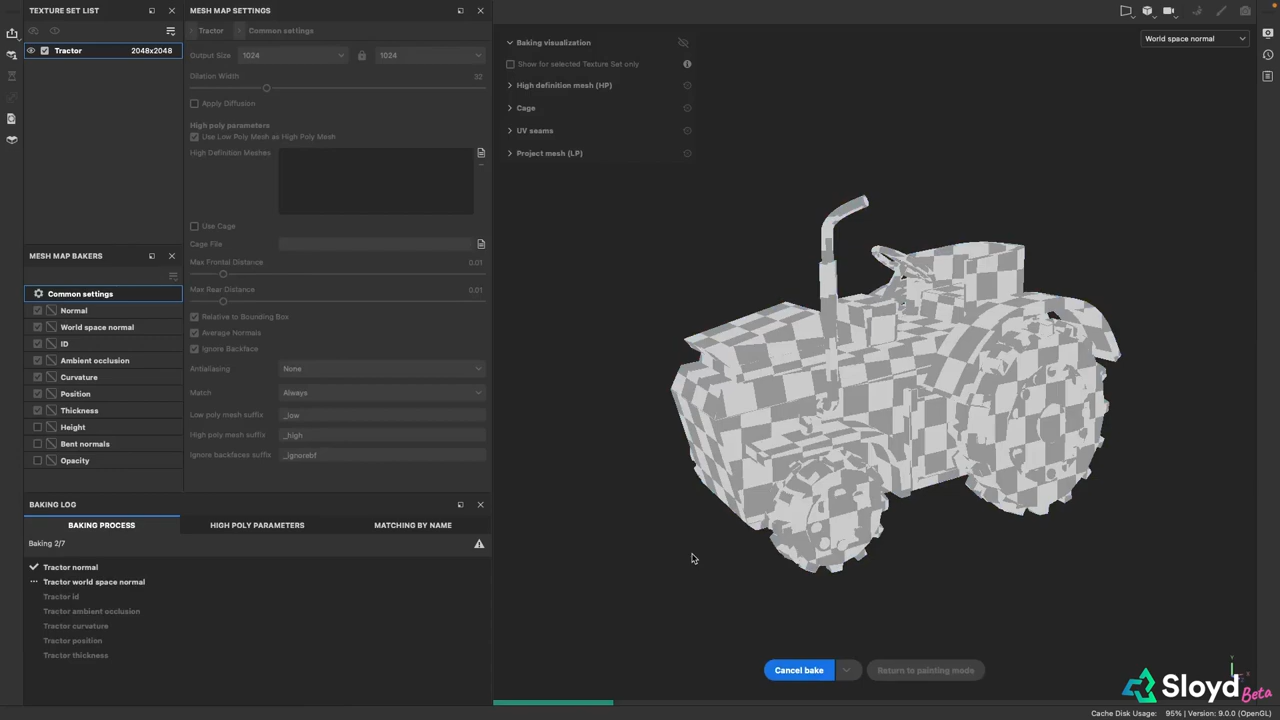 TEXTURE SET LIST
Tractor 2048x2048
MESH MAP BAKERS
Common settings
Normal
World space normal
ID
Ambient occlusion
Curvature
Position
Thickness
Height
Bent normals
Opacity
MESH MAP SETTINGS
Tractor Common settings
Output Size 1024 1024
Dilation Width 32
Apply Diffusion
High poly parameters
Use Low Poly Mesh as High Poly Mesh
High Definition Meshes
Use Cage
Cage File
Max Frontal Distance 0.01
Max Rear Distance 0.01
Relative to Bounding Box
Average Normals
Ignore Backface
Antialiasing None
Match Always
Low poly mesh suffix _low
High poly mesh suffix _high
Ignore backfaces suffix _ignorebf
BAKING LOG
BAKING PROCESS HIGH POLY PARAMETERS MATCHING BY NAME
Baking 2/7
Tractor normal
Tractor world space normal
Tractor id
Tractor ambient occlusion
Tractor curvature
Tractor position
Tractor thickness
Baking visualization
Show for selected Texture Set only
High definition mesh (HP)
Cage
UV seams
Project mesh (LP)
World space normal
Cancel bake Return to painting mode
Sloyd Beta
Cache Disk Usage: 95% | Version: 9.0.0 (OpenGL)